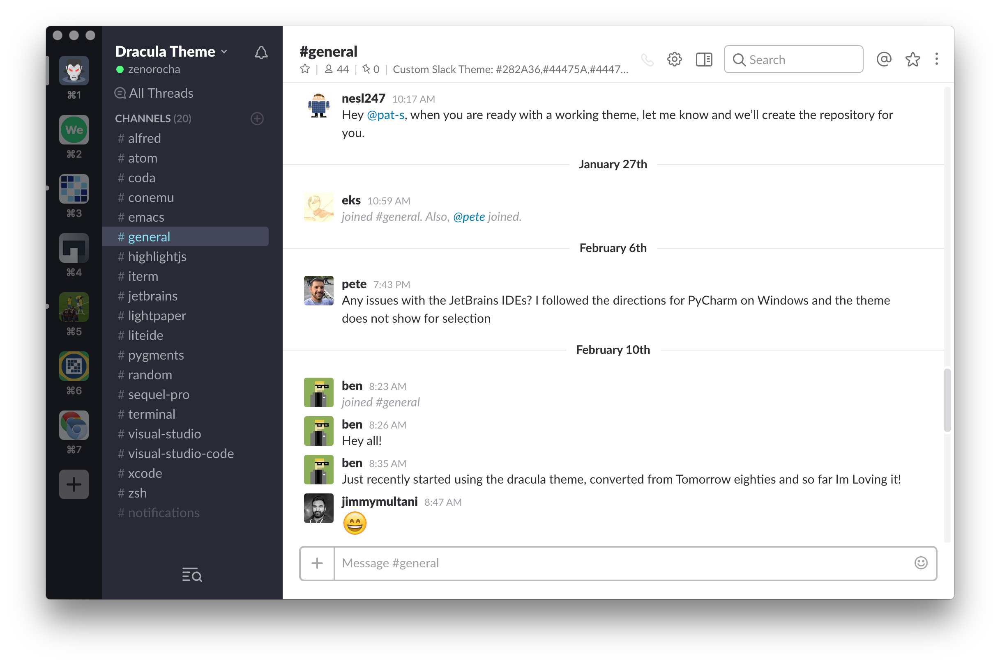 Dracula Theme
zenorocha
All Threads
CHANNELS (20)
# alfred
# atom
# coda
# conemu
# emacs
# general
# highlightjs
# iterm
# jetbrains
# lightpaper
# liteide
# pygments
# random
# sequel-pro
# terminal
# visual-studio
# visual-studio-code
# xcode
# zsh
# notifications
⌘1
We
⌘2
⌘3
⌘4
⌘5
⌘6
⌘7
#general
44 | 0 | Custom Slack Theme: #282A36,#44475A,#4447...
Search
nesl247 10:17 AM
Hey @pat-s, when you are ready with a working theme, let me know and we’ll create the repository for
you.
January 27th
eks 10:59 AM
joined #general. Also, @pete joined.
February 6th
pete 7:43 PM
Any issues with the JetBrains IDEs? I followed the directions for PyCharm on Windows and the theme
does not show for selection
February 10th
ben 8:23 AM
joined #general
ben 8:26 AM
Hey all!
ben 8:35 AM
Just recently started using the dracula theme, converted from Tomorrow eighties and so far Im Loving it!
jimmymultani 8:47 AM
😄
Message #general